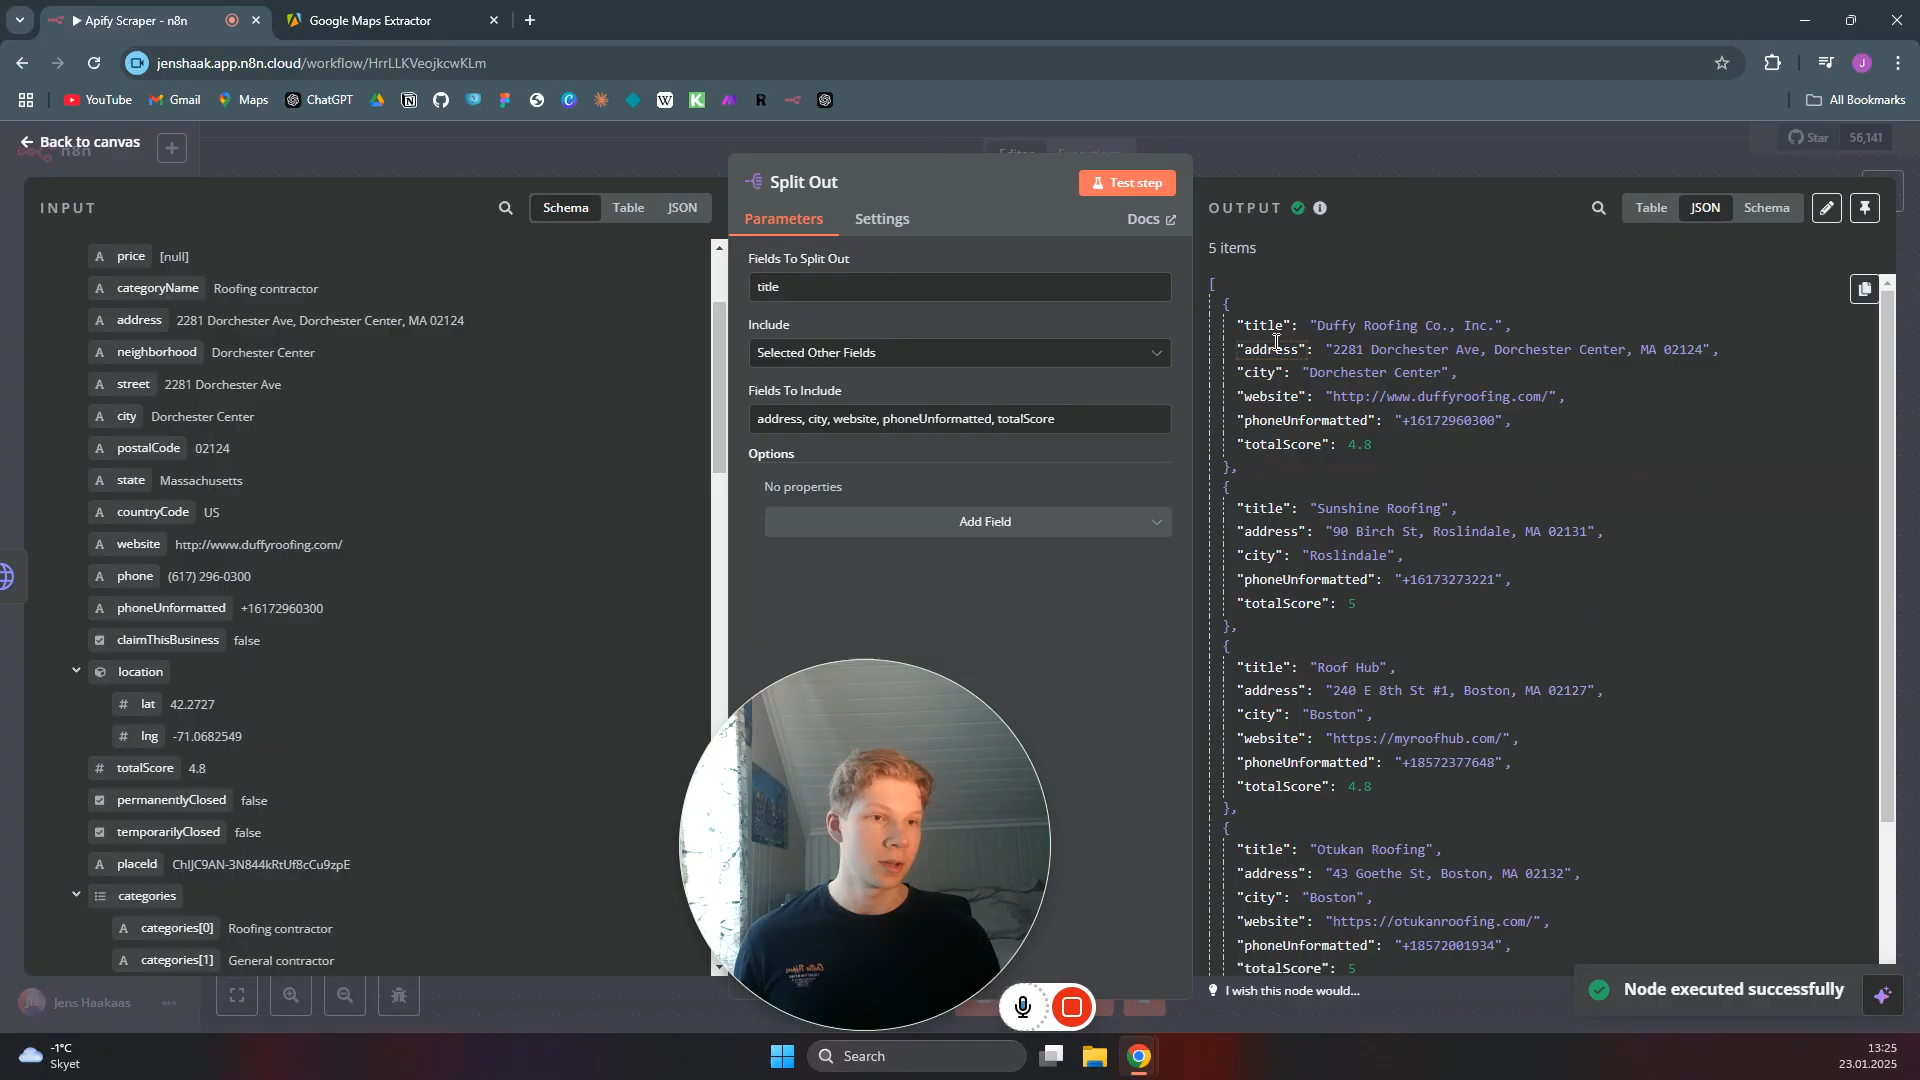 Apify Scraper - n8n
Google Maps Extractor
jenshaak.app.n8n.cloud/workflow/HrrLLKVeojkcwKLm
YouTube
Gmail
Maps
ChatGPT
All Bookmarks
Back to canvas
n8n
Editor
Executions
Star
56,141
INPUT
Schema
Table
JSON
price [null]
categoryName Roofing contractor
address 2281 Dorchester Ave, Dorchester Center, MA 02124
neighborhood Dorchester Center
street 2281 Dorchester Ave
city Dorchester Center
postalCode 02124
state Massachusetts
countryCode US
website http://www.duffyroofing.com/
phone (617) 296-0300
phoneUnformatted +16172960300
claimThisBusiness false
location
lat 42.2727
lng -71.0682549
totalScore 4.8
permanentlyClosed false
temporarilyClosed false
placeId ChIJC9AN-3N844kRtUf8cCu9zpE
categories
categories[0] Roofing contractor
categories[1] General contractor
Split Out
Test step
Parameters
Settings
Docs
Fields To Split Out
title
Include
Selected Other Fields
Fields To Include
address, city, website, phoneUnformatted, totalScore
Options
No properties
Add Field
OUTPUT
Table
JSON
Schema
5 items
[
{
"title": "Duffy Roofing Co., Inc.",
"address": "2281 Dorchester Ave, Dorchester Center, MA 02124",
"city": "Dorchester Center",
"website": "http://www.duffyroofing.com/",
"phoneUnformatted": "+16172960300",
"totalScore": 4.8
},
{
"title": "Sunshine Roofing",
"address": "90 Birch St, Roslindale, MA 02131",
"city": "Roslindale",
"phoneUnformatted": "+16173273221",
"totalScore": 5
},
{
"title": "Roof Hub",
"address": "240 E 8th St #1, Boston, MA 02127",
"city": "Boston",
"website": "https://myroofhub.com/",
"phoneUnformatted": "+18572377648",
"totalScore": 4.8
},
{
"title": "Otukan Roofing",
"address": "43 Goethe St, Boston, MA 02132",
"city": "Boston",
"website": "https://otukanroofing.com/",
"phoneUnformatted": "+18572001934",
"totalScore": 5
I wish this node would...
Node executed successfully
JH
Jens Haakaas
-1°C
Skyet
Search
13:25
23.01.2025